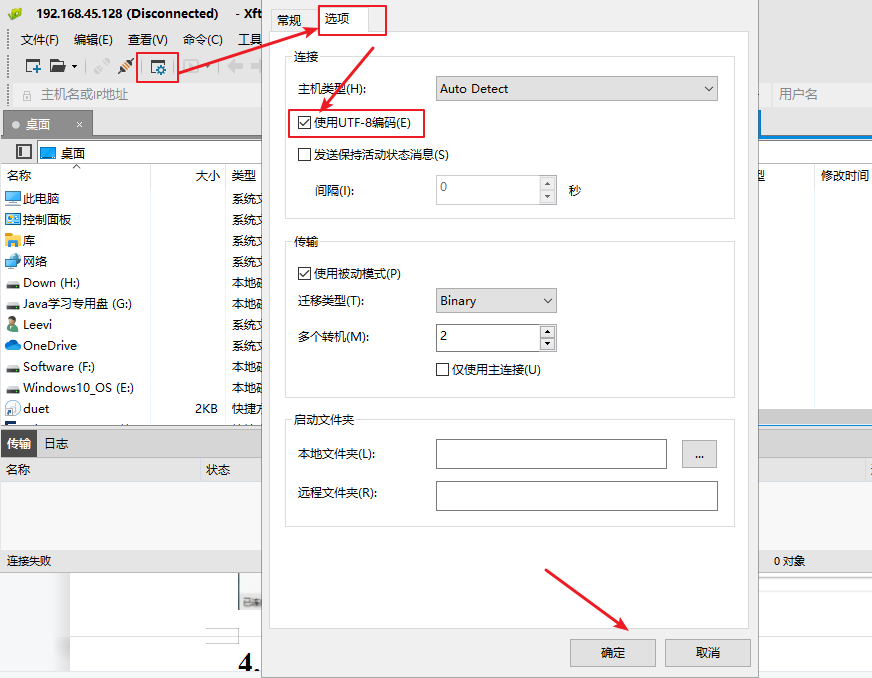 192.168.45.128 (Disconnected) - Xft
文件(F) 编辑(E) 查看(V) 命令(C) 工具
主机名或IP地址
用户名
桌面 ×
桌面
名称 大小 类型
修改时间
此电脑 系统文
控制面板 系统文
库 系统文
网络 系统文
Down (H:) 本地磁
Java学习专用盘 (G:) 本地磁
Leevi 系统文
OneDrive 系统文
Software (F:) 本地磁
Windows10_OS (E:) 本地磁
duet 2KB 快捷方
传输 日志
名称 状态
连接失败
0 对象
4.
常规 选项
连接
主机类型(H): Auto Detect
使用UTF-8编码(E)
发送保持活动状态消息(S)
间隔(I): 0 秒
传输
使用被动模式(P)
迁移类型(T): Binary
多个转机(M): 2
仅使用主连接(U)
启动文件夹
本地文件夹(L): ...
远程文件夹(R):
确定 取消